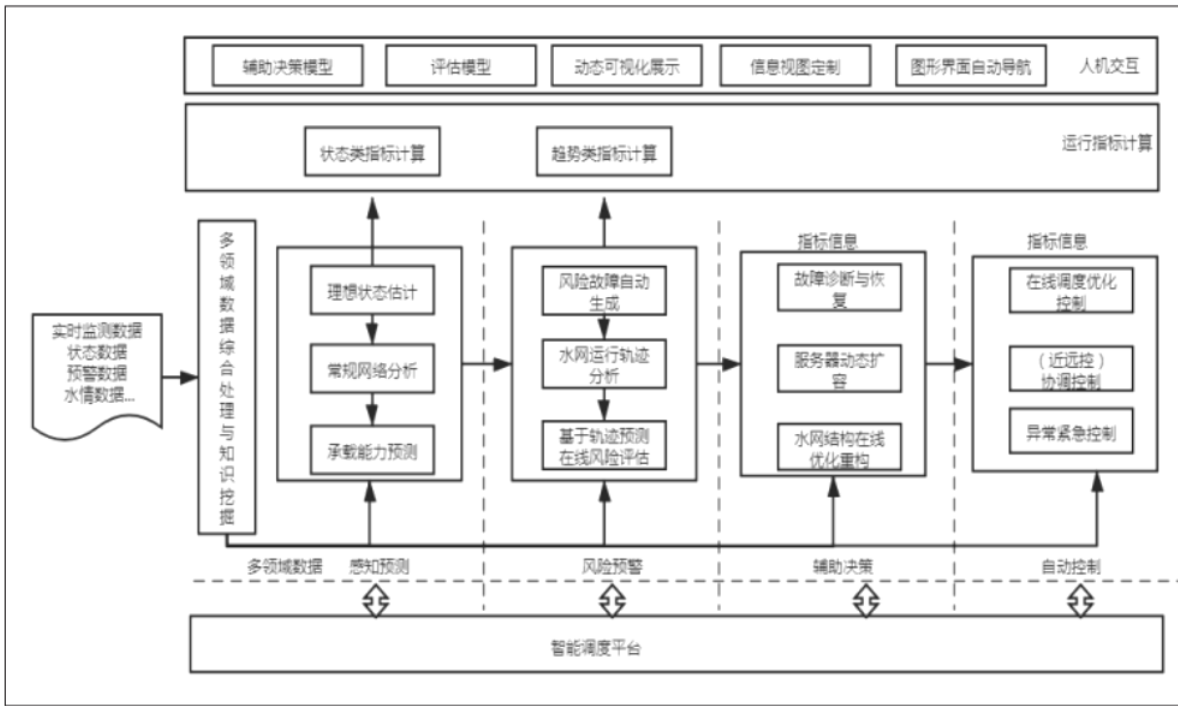 辅助决策模型
评估模型
动态可视化展示
信息视图定制
图形界面自动导航
人机交互
状态类指标计算
趋势类指标计算
运行指标计算
实时监测数据
状态数据
预警数据
水情数据...
多领域数据综合处理与知识挖掘
理想状态估计
常规网络分析
承载能力预测
风险故障自动
生成
水网运行轨迹
分析
基于轨迹预测
在线风险评估
指标信息
故障诊断与恢
复
服务器动态扩
容
水网结构在线
优化重构
指标信息
在线调度优化
控制
（近远控）
协调控制
异常紧急控制
多领域数据
感知预测
风险预警
辅助决策
自动控制
智能调度平台